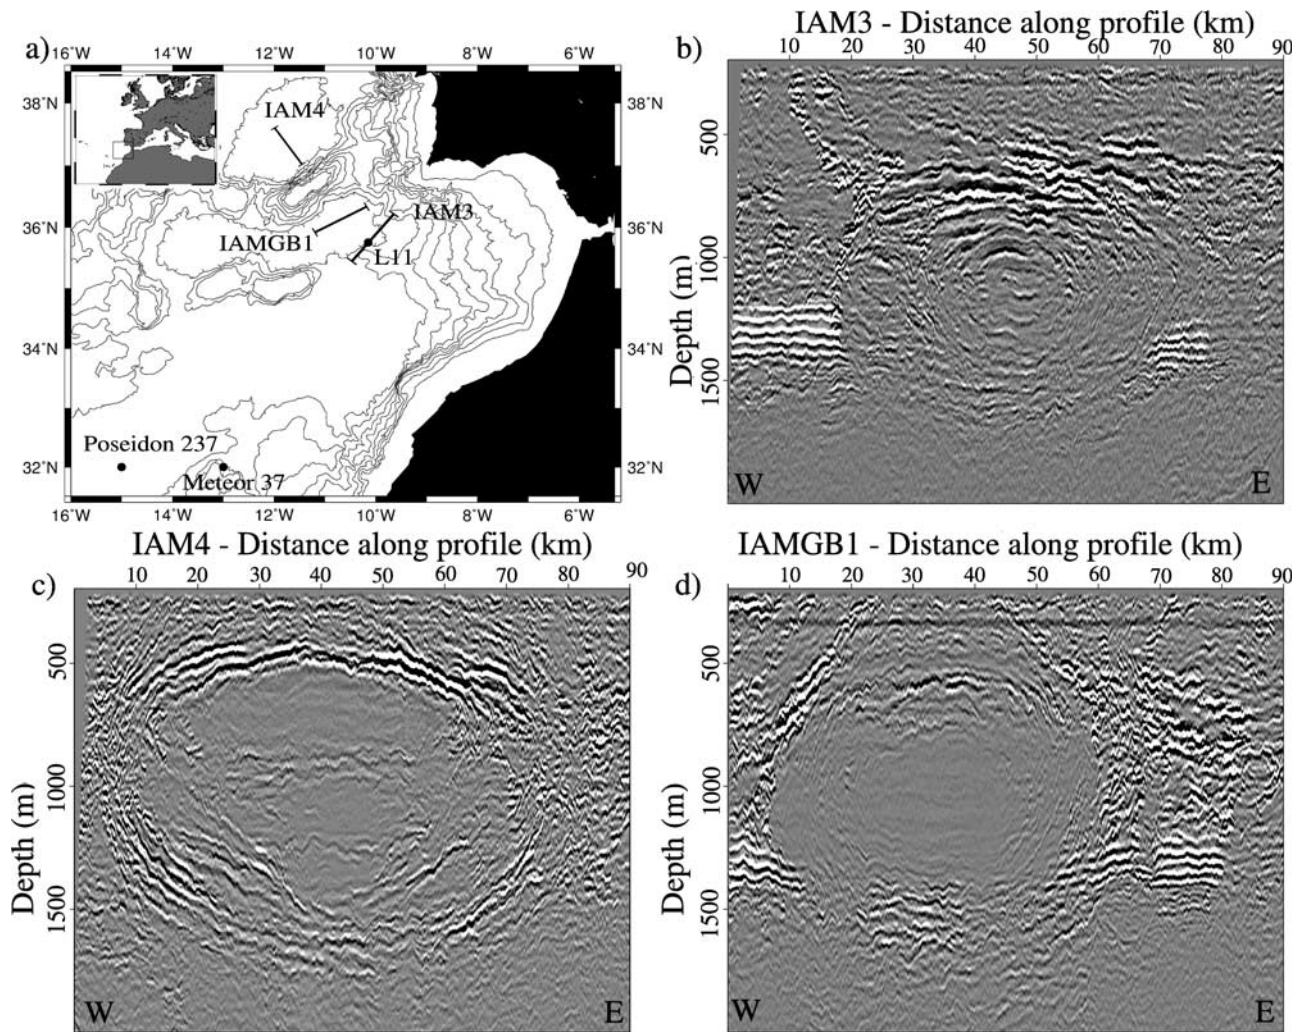 a)
16°W 14°W 12°W 10°W 8°W 6°W
38°N 38°N
36°N 36°N
34°N 34°N
32°N 32°N
IAM4
IAM3
IAMGB1
L11
Poseidon 237
Meteor 37
16°W 14°W 12°W 10°W 8°W 6°W
IAM3 - Distance along profile (km)
b)
10 20 30 40 50 60 70 80 90
Depth (m)
500
1000
1500
W E
IAM4 - Distance along profile (km)
c)
10 20 30 40 50 60 70 80 90
Depth (m)
500
1000
1500
W E
IAMGB1 - Distance along profile (km)
d)
10 20 30 40 50 60 70 80 90
Depth (m)
500
1000
1500
W E